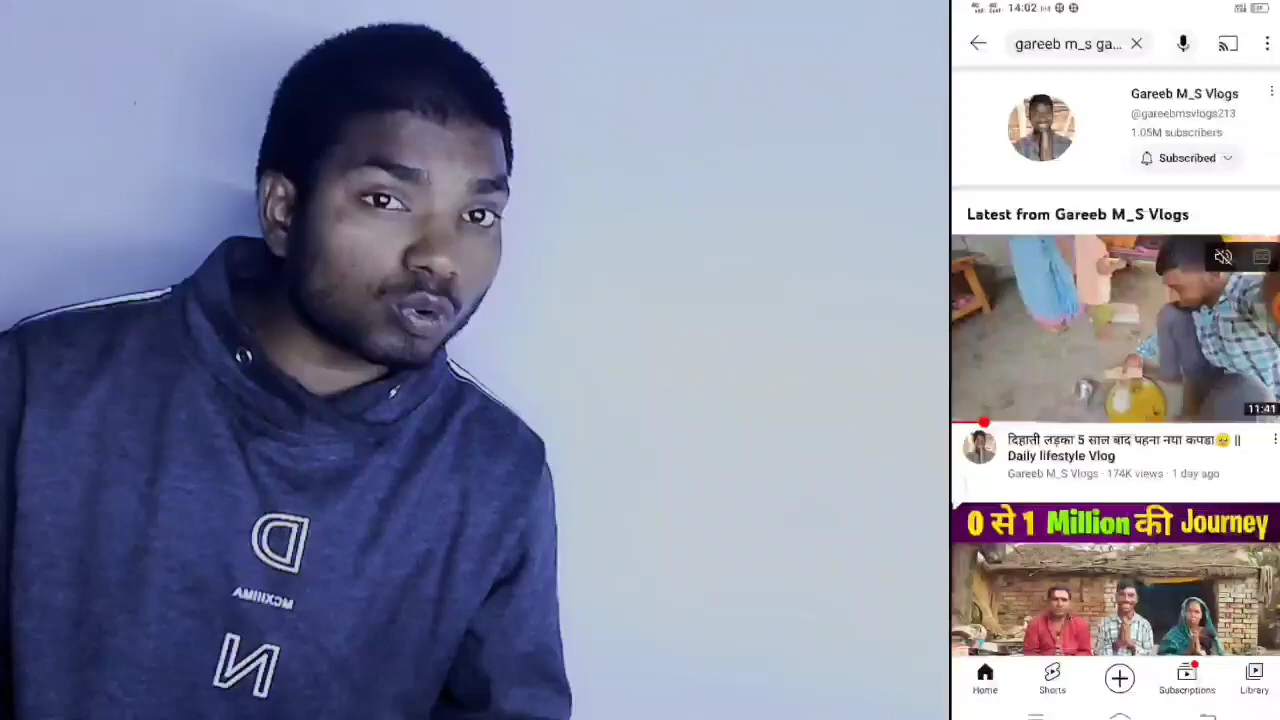 14:02
gareeb m_s ga...
Gareeb M_S Vlogs
@gareebmsvlogs213
1.05M subscribers
Subscribed
Latest from Gareeb M_S Vlogs
11:41
दिहाती लड़का 5 साल बाद पहना नया कपडा🥹 ||
Daily lifestyle Vlog
Gareeb M_S Vlogs · 174K views · 1 day ago
0 से 1 Million की Journey
Home
Shorts
Subscriptions
Library
D
N